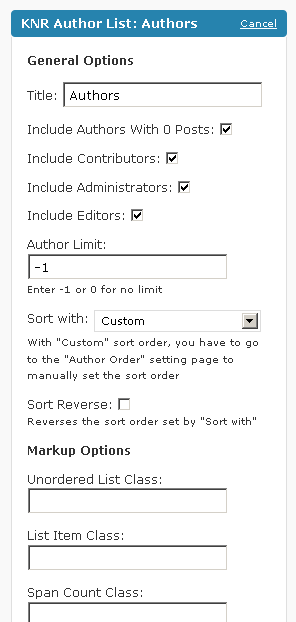 KNR Author List: Authors Cancel
General Options
Title: Authors
Include Authors With 0 Posts:
Include Contributors:
Include Administrators:
Include Editors:
Author Limit:
-1
Enter -1 or 0 for no limit
Sort with: Custom
With "Custom" sort order, you have to go
to the "Author Order" setting page to
manually set the sort order
Sort Reverse:
Reverses the sort order set by "Sort with"
Markup Options
Unordered List Class:
List Item Class:
Span Count Class: